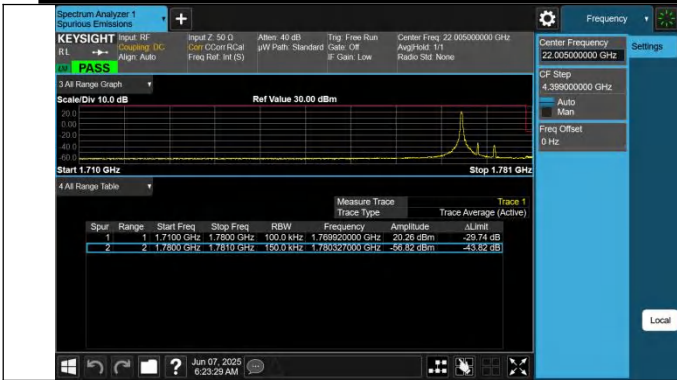 Spectrum Analyzer 1
Spurious Emissions
Frequency
KEYSIGHT
RL
PASS
Input: RF
Coupling: DC
Align: Auto
Input Z: 50 Ω
Corr CCorr RCal
Freq Ref: Int (S)
Atten: 40 dB
µW Path: Standard
Trig: Free Run
Gate: Off
IF Gain: Low
Center Freq: 22.005000000 GHz
Avg|Hold: 1/1
Radio Std: None
Center Frequency
22.005000000 GHz
Settings
CF Step
4.399000000 GHz
Auto
Man
Freq Offset
0 Hz
3 All Range Graph
Scale/Div 10.0 dB
Ref Value 30.00 dBm
20.0
0.00
-20.0
-40.0
-60.0
Start 1.710 GHz
Stop 1.781 GHz
4 All Range Table
Measure Trace Trace 1
Trace Type Trace Average (Active)
Spur Range Start Freq Stop Freq RBW Frequency Amplitude ΔLimit
1 1 1.7100 GHz 1.7800 GHz 100.0 kHz 1.769920000 GHz 20.26 dBm -29.74 dB
2 2 1.7800 GHz 1.7810 GHz 150.0 kHz 1.780327000 GHz -56.82 dBm -43.82 dB
Local
?
Jun 07, 2025
6:23:29 AM